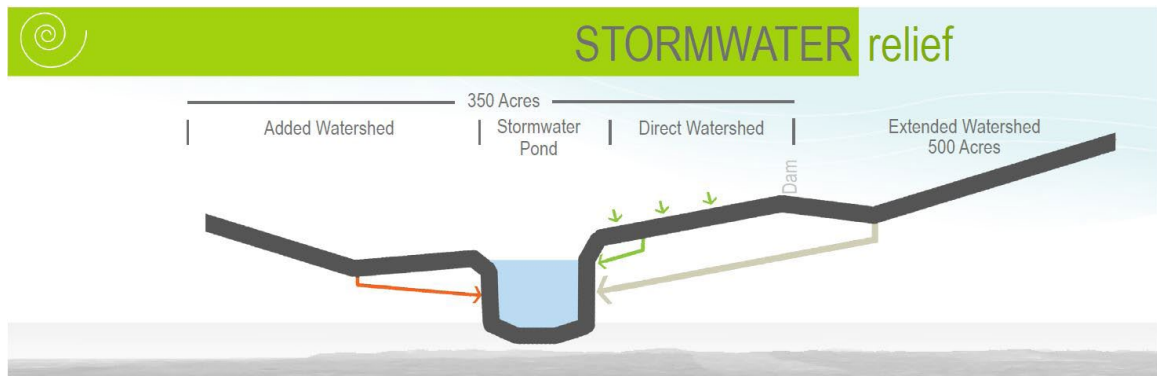 STORMWATER relief
350 Acres
Added Watershed
Stormwater
Pond
Direct Watershed
Extended Watershed
500 Acres
Dam